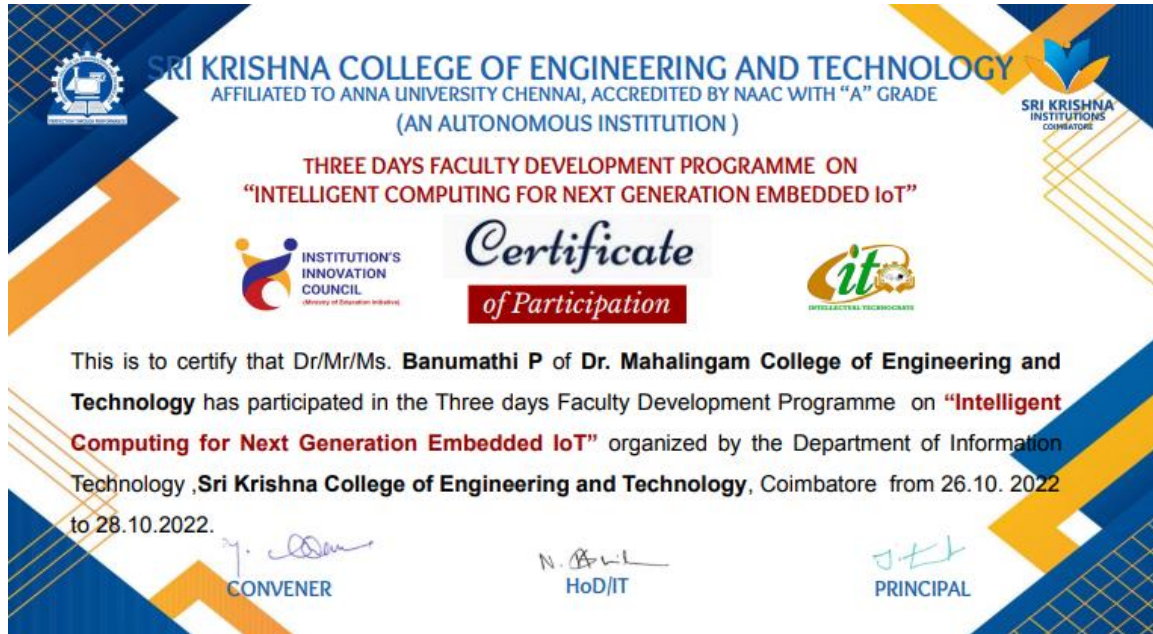 SRI KRISHNA COLLEGE OF ENGINEERING AND TECHNOLOGY
AFFILIATED TO ANNA UNIVERSITY CHENNAI, ACCREDITED BY NAAC WITH “A” GRADE
(AN AUTONOMOUS INSTITUTION )
SRI KRISHNA
INSTITUTIONS
COIMBATORE
PERFECTION THROUGH PERFORMANCE
THREE DAYS FACULTY DEVELOPMENT PROGRAMME ON
“INTELLIGENT COMPUTING FOR NEXT GENERATION EMBEDDED IoT”
INSTITUTION'S
INNOVATION
COUNCIL
(Ministry of Education Initiative)
Certificate
of Participation
it
INTELLECTUAL TECHNOCRATS
This is to certify that Dr/Mr/Ms. Banumathi P of Dr. Mahalingam College of Engineering and
Technology has participated in the Three days Faculty Development Programme on “Intelligent
Computing for Next Generation Embedded IoT” organized by the Department of Information
Technology ,Sri Krishna College of Engineering and Technology, Coimbatore from 26.10. 2022
to 28.10.2022.
CONVENER
HoD/IT
PRINCIPAL